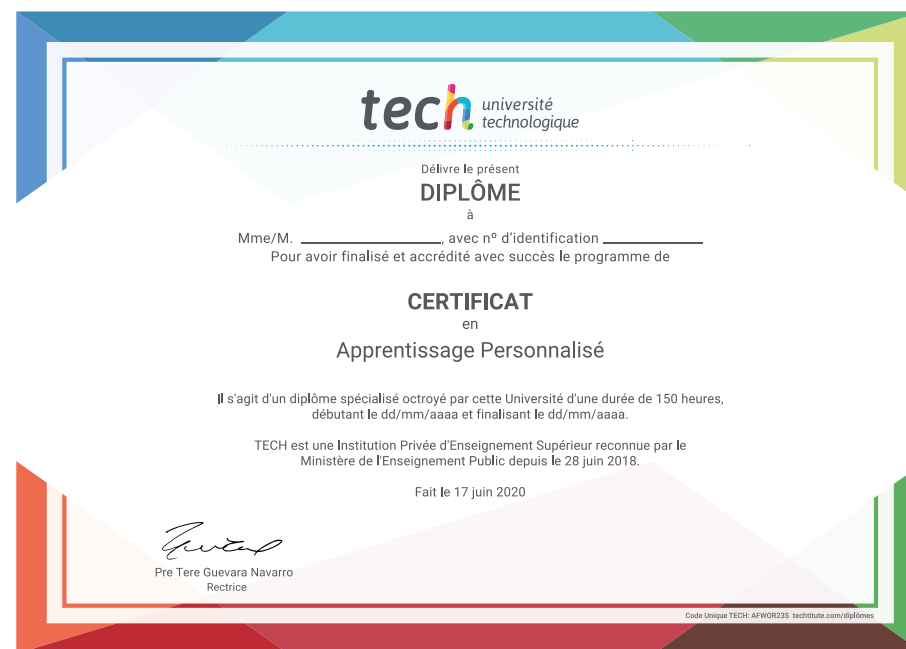 tech université
technologique
Délivre le présent
DIPLÔME
à
Mme/M. ____________________, avec nº d'identification ______________
Pour avoir finalisé et accrédité avec succès le programme de
CERTIFICAT
en
Apprentissage Personnalisé
Il s'agit d'un diplôme spécialisé octroyé par cette Université d'une durée de 150 heures,
débutant le dd/mm/aaaa et finalisant le dd/mm/aaaa.
TECH est une Institution Privée d'Enseignement Supérieur reconnue par le
Ministère de l'Enseignement Public depuis le 28 juin 2018.
Fait le 17 juin 2020
Pre Tere Guevara Navarro
Rectrice
Code Unique TECH: AFWOR23S techtitute.com/diplômes